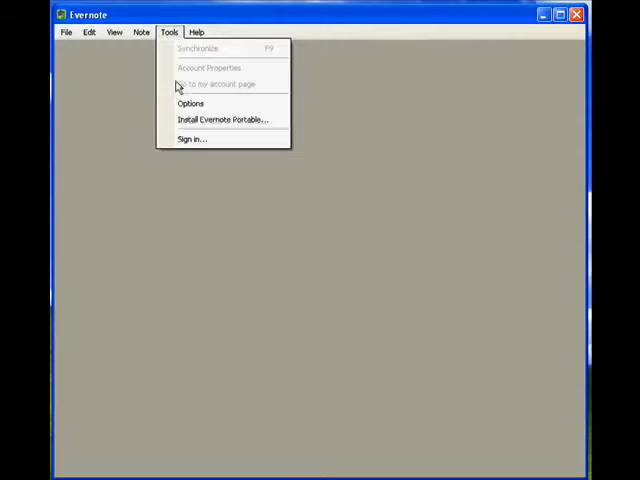 Evernote
File Edit View Note Tools Help
Synchronize F9
Account Properties
to my account page
Options
Install Evernote Portable...
Sign in...